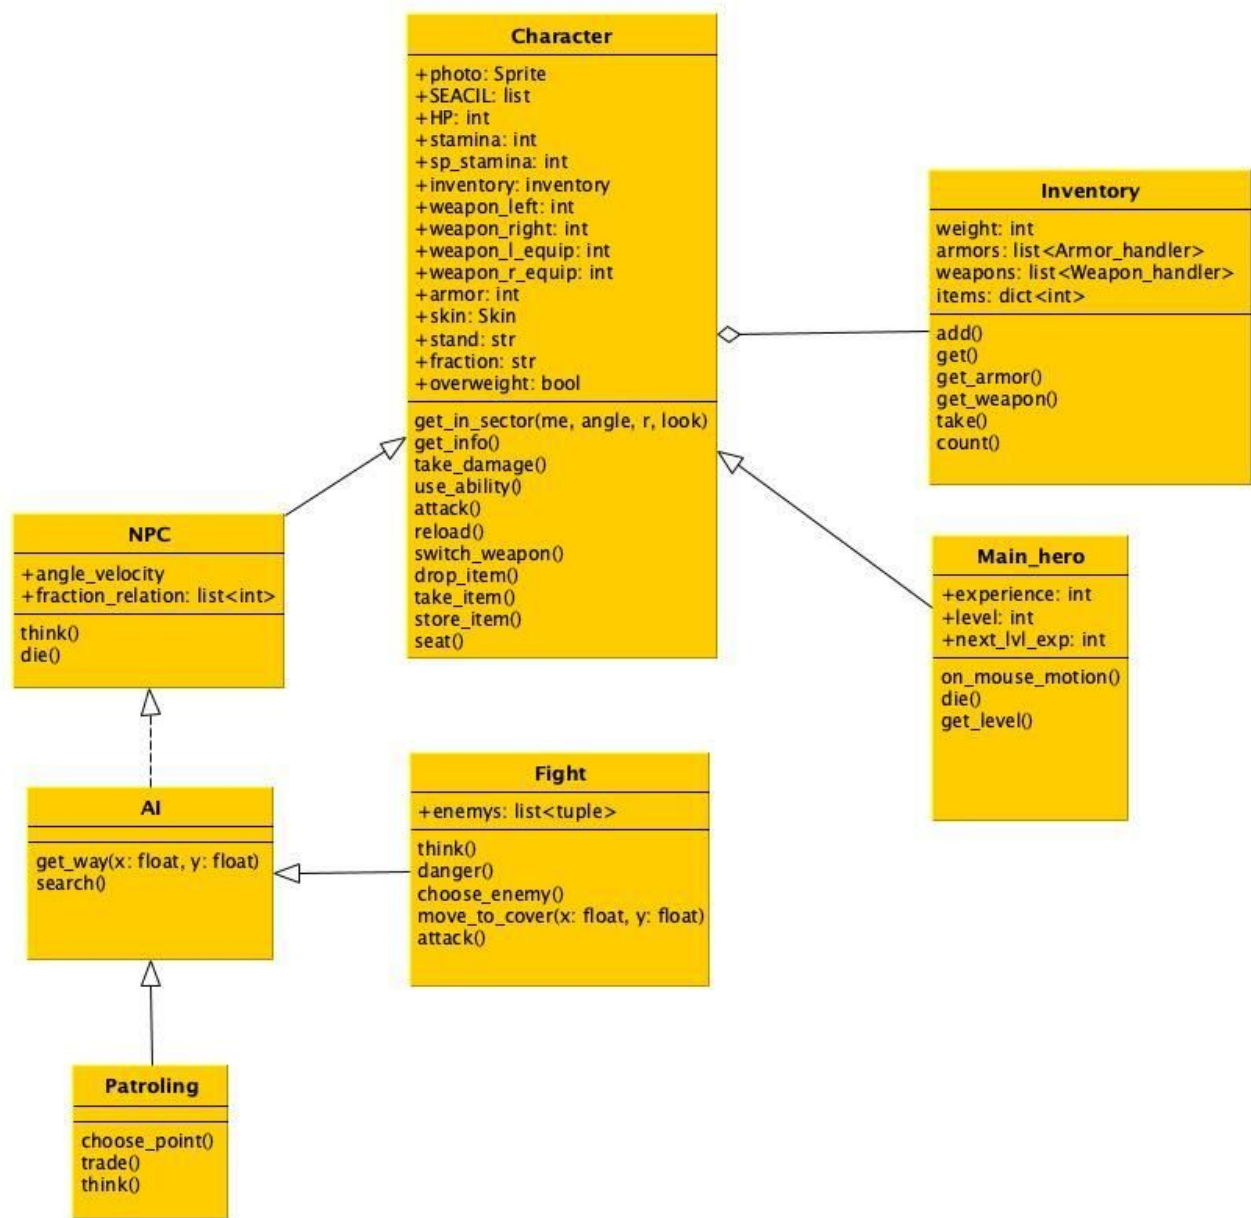 Character
+photo: Sprite
+SEACIL: list
+HP: int
+stamina: int
+sp_stamina: int
+inventory: inventory
+weapon_left: int
+weapon_right: int
+weapon_l_equip: int
+weapon_r_equip: int
+armor: int
+skin: Skin
+stand: str
+fraction: str
+overweight: bool
get_in_sector(me, angle, r, look)
get_info()
take_damage()
use_ability()
attack()
reload()
switch_weapon()
drop_item()
take_item()
store_item()
seat()
Inventory
weight: int
armors: list<Armor_handler>
weapons: list<Weapon_handler>
items: dict<int>
add()
get()
get_armor()
get_weapon()
take()
count()
NPC
+angle_velocity
+fraction_relation: list<int>
think()
die()
Main_hero
+experience: int
+level: int
+next_lvl_exp: int
on_mouse_motion()
die()
get_level()
AI
get_way(x: float, y: float)
search()
Fight
+enemys: list<tuple>
think()
danger()
choose_enemy()
move_to_cover(x: float, y: float)
attack()
Patroling
choose_point()
trade()
think()